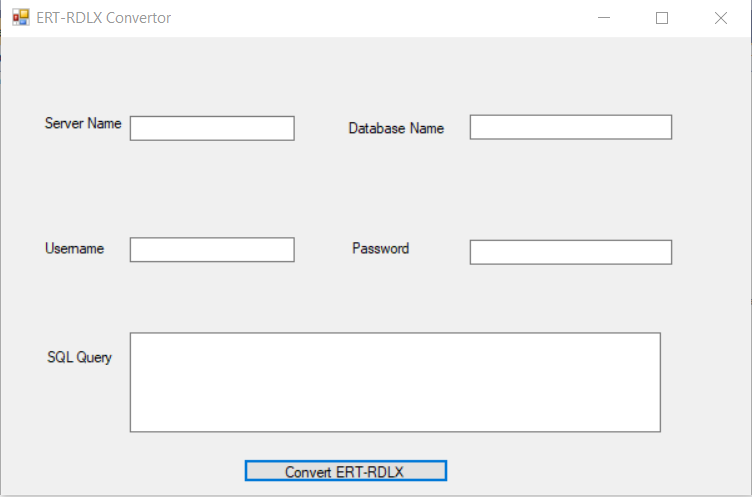 ERT-RDLX Convertor
Server Name
Database Name
Username
Password
SQL Query
Convert ERT-RDLX